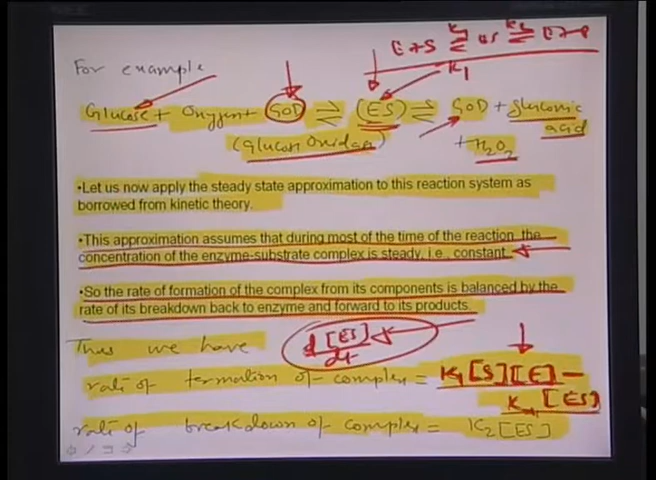 E + S ⇌ ES ⇌ E + P
K₁
For example
Glucose + Oxygen + GOD ⇌ (ES) ⇌ GOD + gluconic acid
(Glucose Oxidase) + H₂O₂
•Let us now apply the steady state approximation to this reaction system as
borrowed from kinetic theory.
•This approximation assumes that during most of the time of the reaction, the
concentration of the enzyme-substrate complex is steady, i.e., constant
•So the rate of formation of the complex from its components is balanced by the
rate of its breakdown back to enzyme and forward to its products.
Thus we have d[ES]/dt
rate of formation of complex = K₁[S][E] –
K₋₁[ES]
rate of breakdown of complex = K₂[ES]